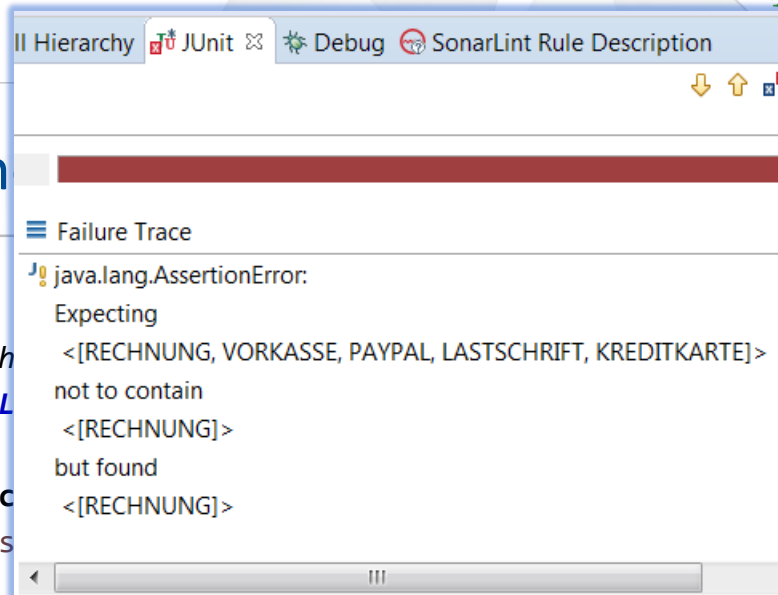 ll Hierarchy JUnit Debug SonarLint Rule Description
Failure Trace
java.lang.AssertionError:
Expecting
<[RECHNUNG, VORKASSE, PAYPAL, LASTSCHRIFT, KREDITKARTE]>
not to contain
<[RECHNUNG]>
but found
<[RECHNUNG]>